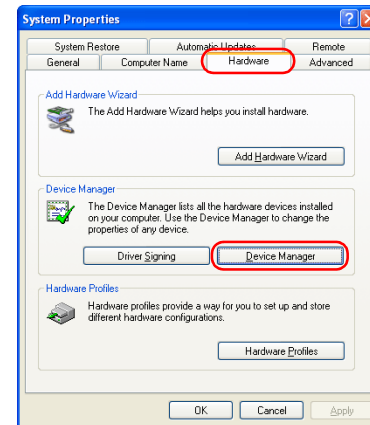 System Properties
System Restore Automatic Updates Remote
General Computer Name Hardware Advanced
Add Hardware Wizard
The Add Hardware Wizard helps you install hardware.
Add Hardware Wizard
Device Manager
The Device Manager lists all the hardware devices installed
on your computer. Use the Device Manager to change the
properties of any device.
Driver Signing Device Manager
Hardware Profiles
Hardware profiles provide a way for you to set up and store
different hardware configurations.
Hardware Profiles
OK Cancel Apply